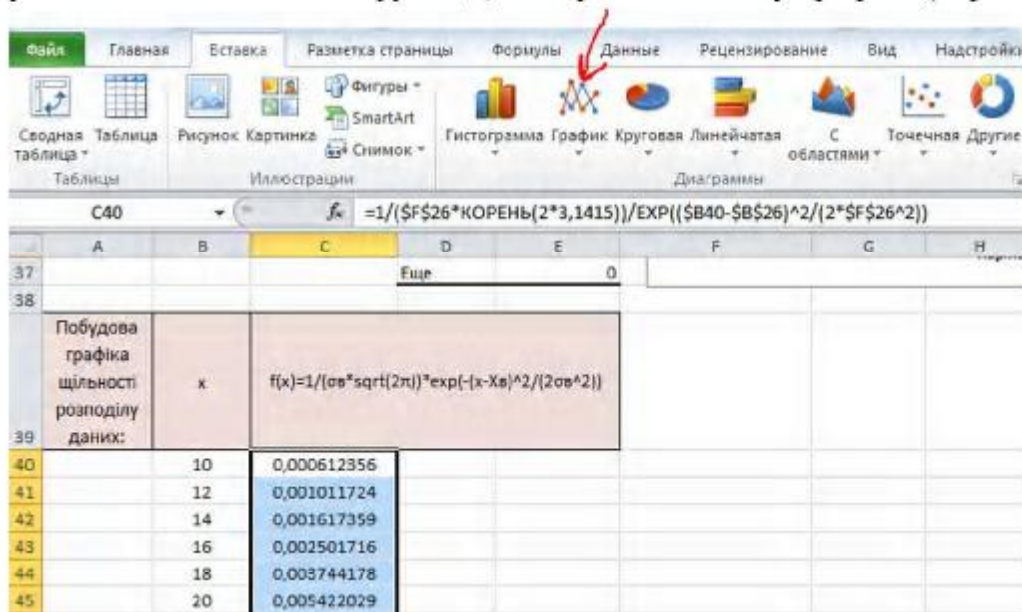 Файл Главная Вставка Разметка страницы Формулы Данные Рецензирование Вид Надстройки
Сводная таблица Таблица Рисунок Картинка Фигуры SmartArt Снимок Гистограмма График Круговая Линейчатая С областями Точечная Другие
Таблицы Иллюстрации Диаграммы
C40 fx =1/($F$26*КОРЕНЬ(2*3,1415))/EXP(($B40-$B$26)^2/(2*$F$26^2))
A B C D E F G H
37 Еще 0
38
39 Побудова графіка щільності розподілу даних: x f(x)=1/(σв*sqrt(2π))*exp(-(x-Xв)^2/(2σв^2))
40 10 0,000612356
41 12 0,001011724
42 14 0,001617359
43 16 0,002501716
44 18 0,003744178
45 20 0,005422029